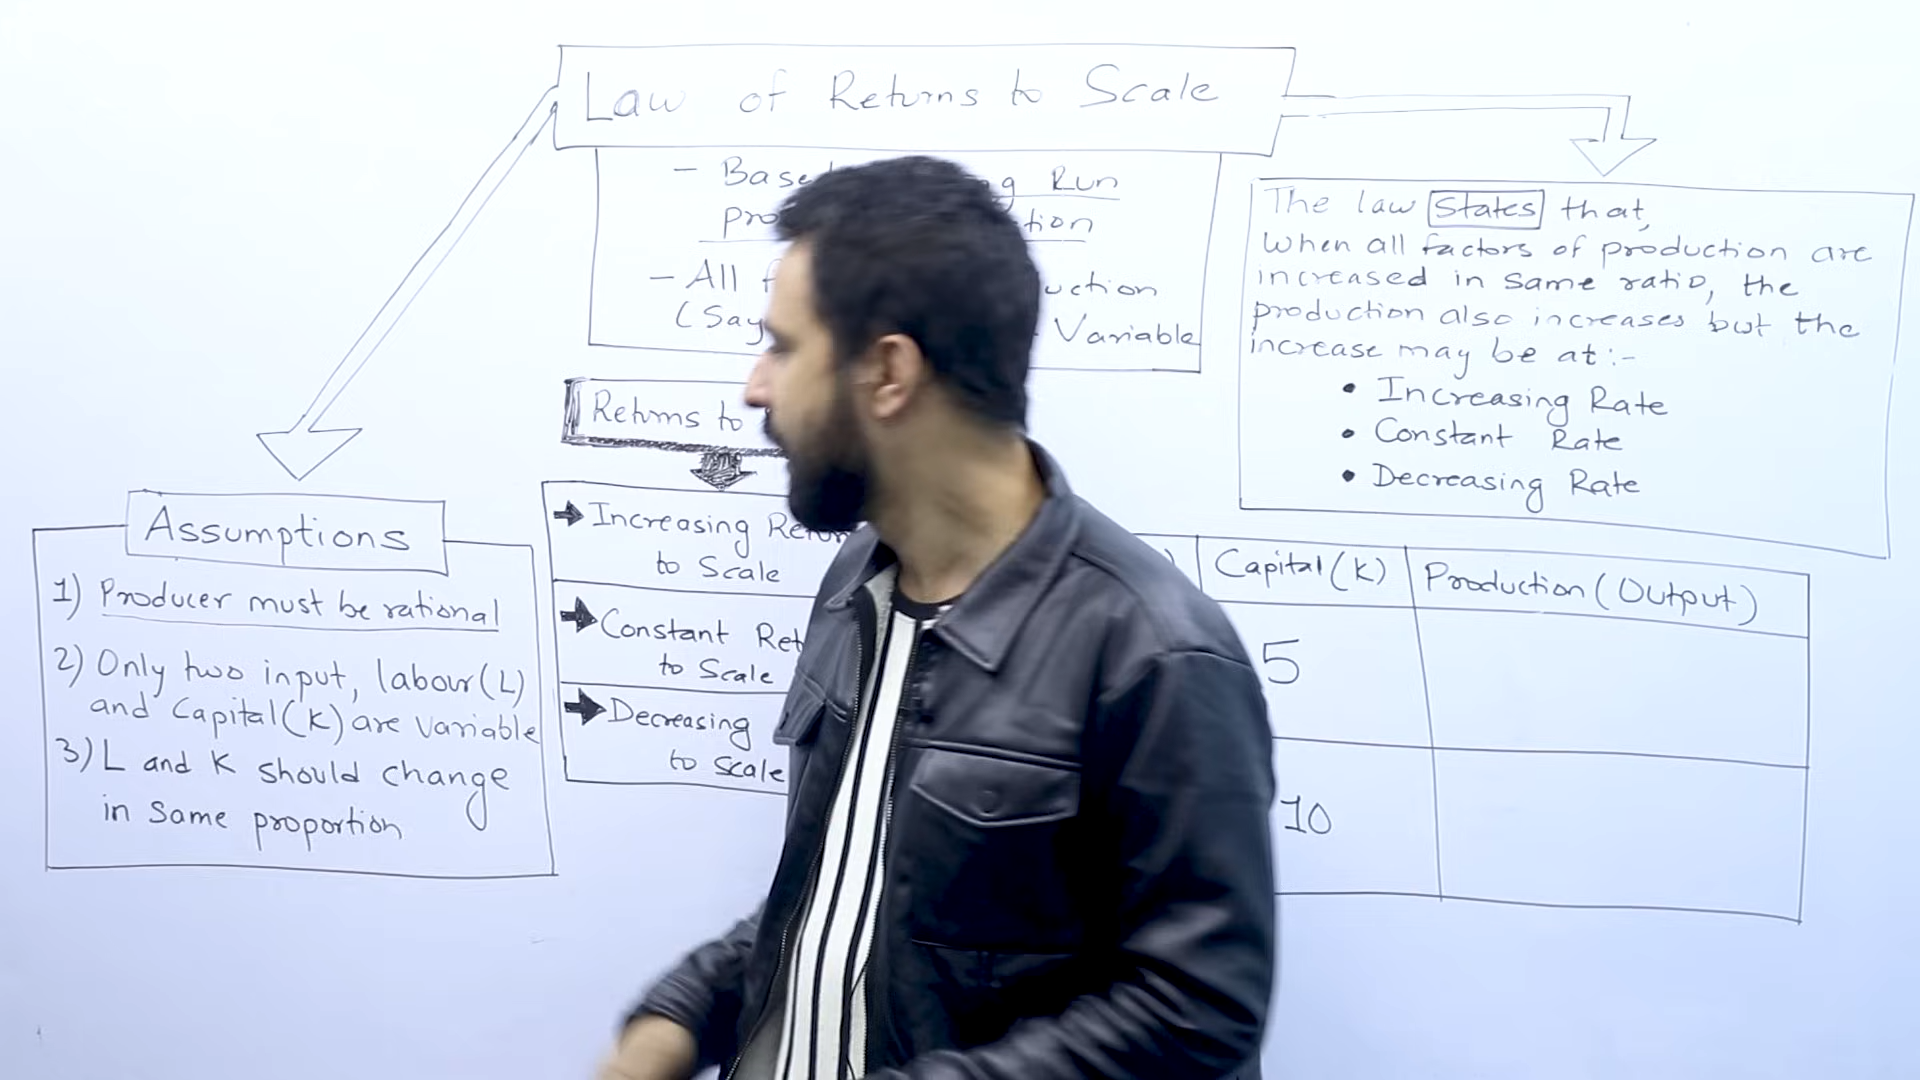 Law of Returns to Scale
- Based Run
tion
- All uction
(Say Variable
The law States that,
When all factors of production are
increased in same ratio, the
production also increases but the
increase may be at:-
• Increasing Rate
• Constant Rate
• Decreasing Rate
Returns to
→ Increasing
to Scale
→ Constant
to Scale
→ Decreasing
to Scale
Assumptions
1) Producer must be rational
2) Only two input, labour(L)
and Capital(K) are Variable
3) L and K should change
in Same proportion
Capital(K) Production (Output)
5
10